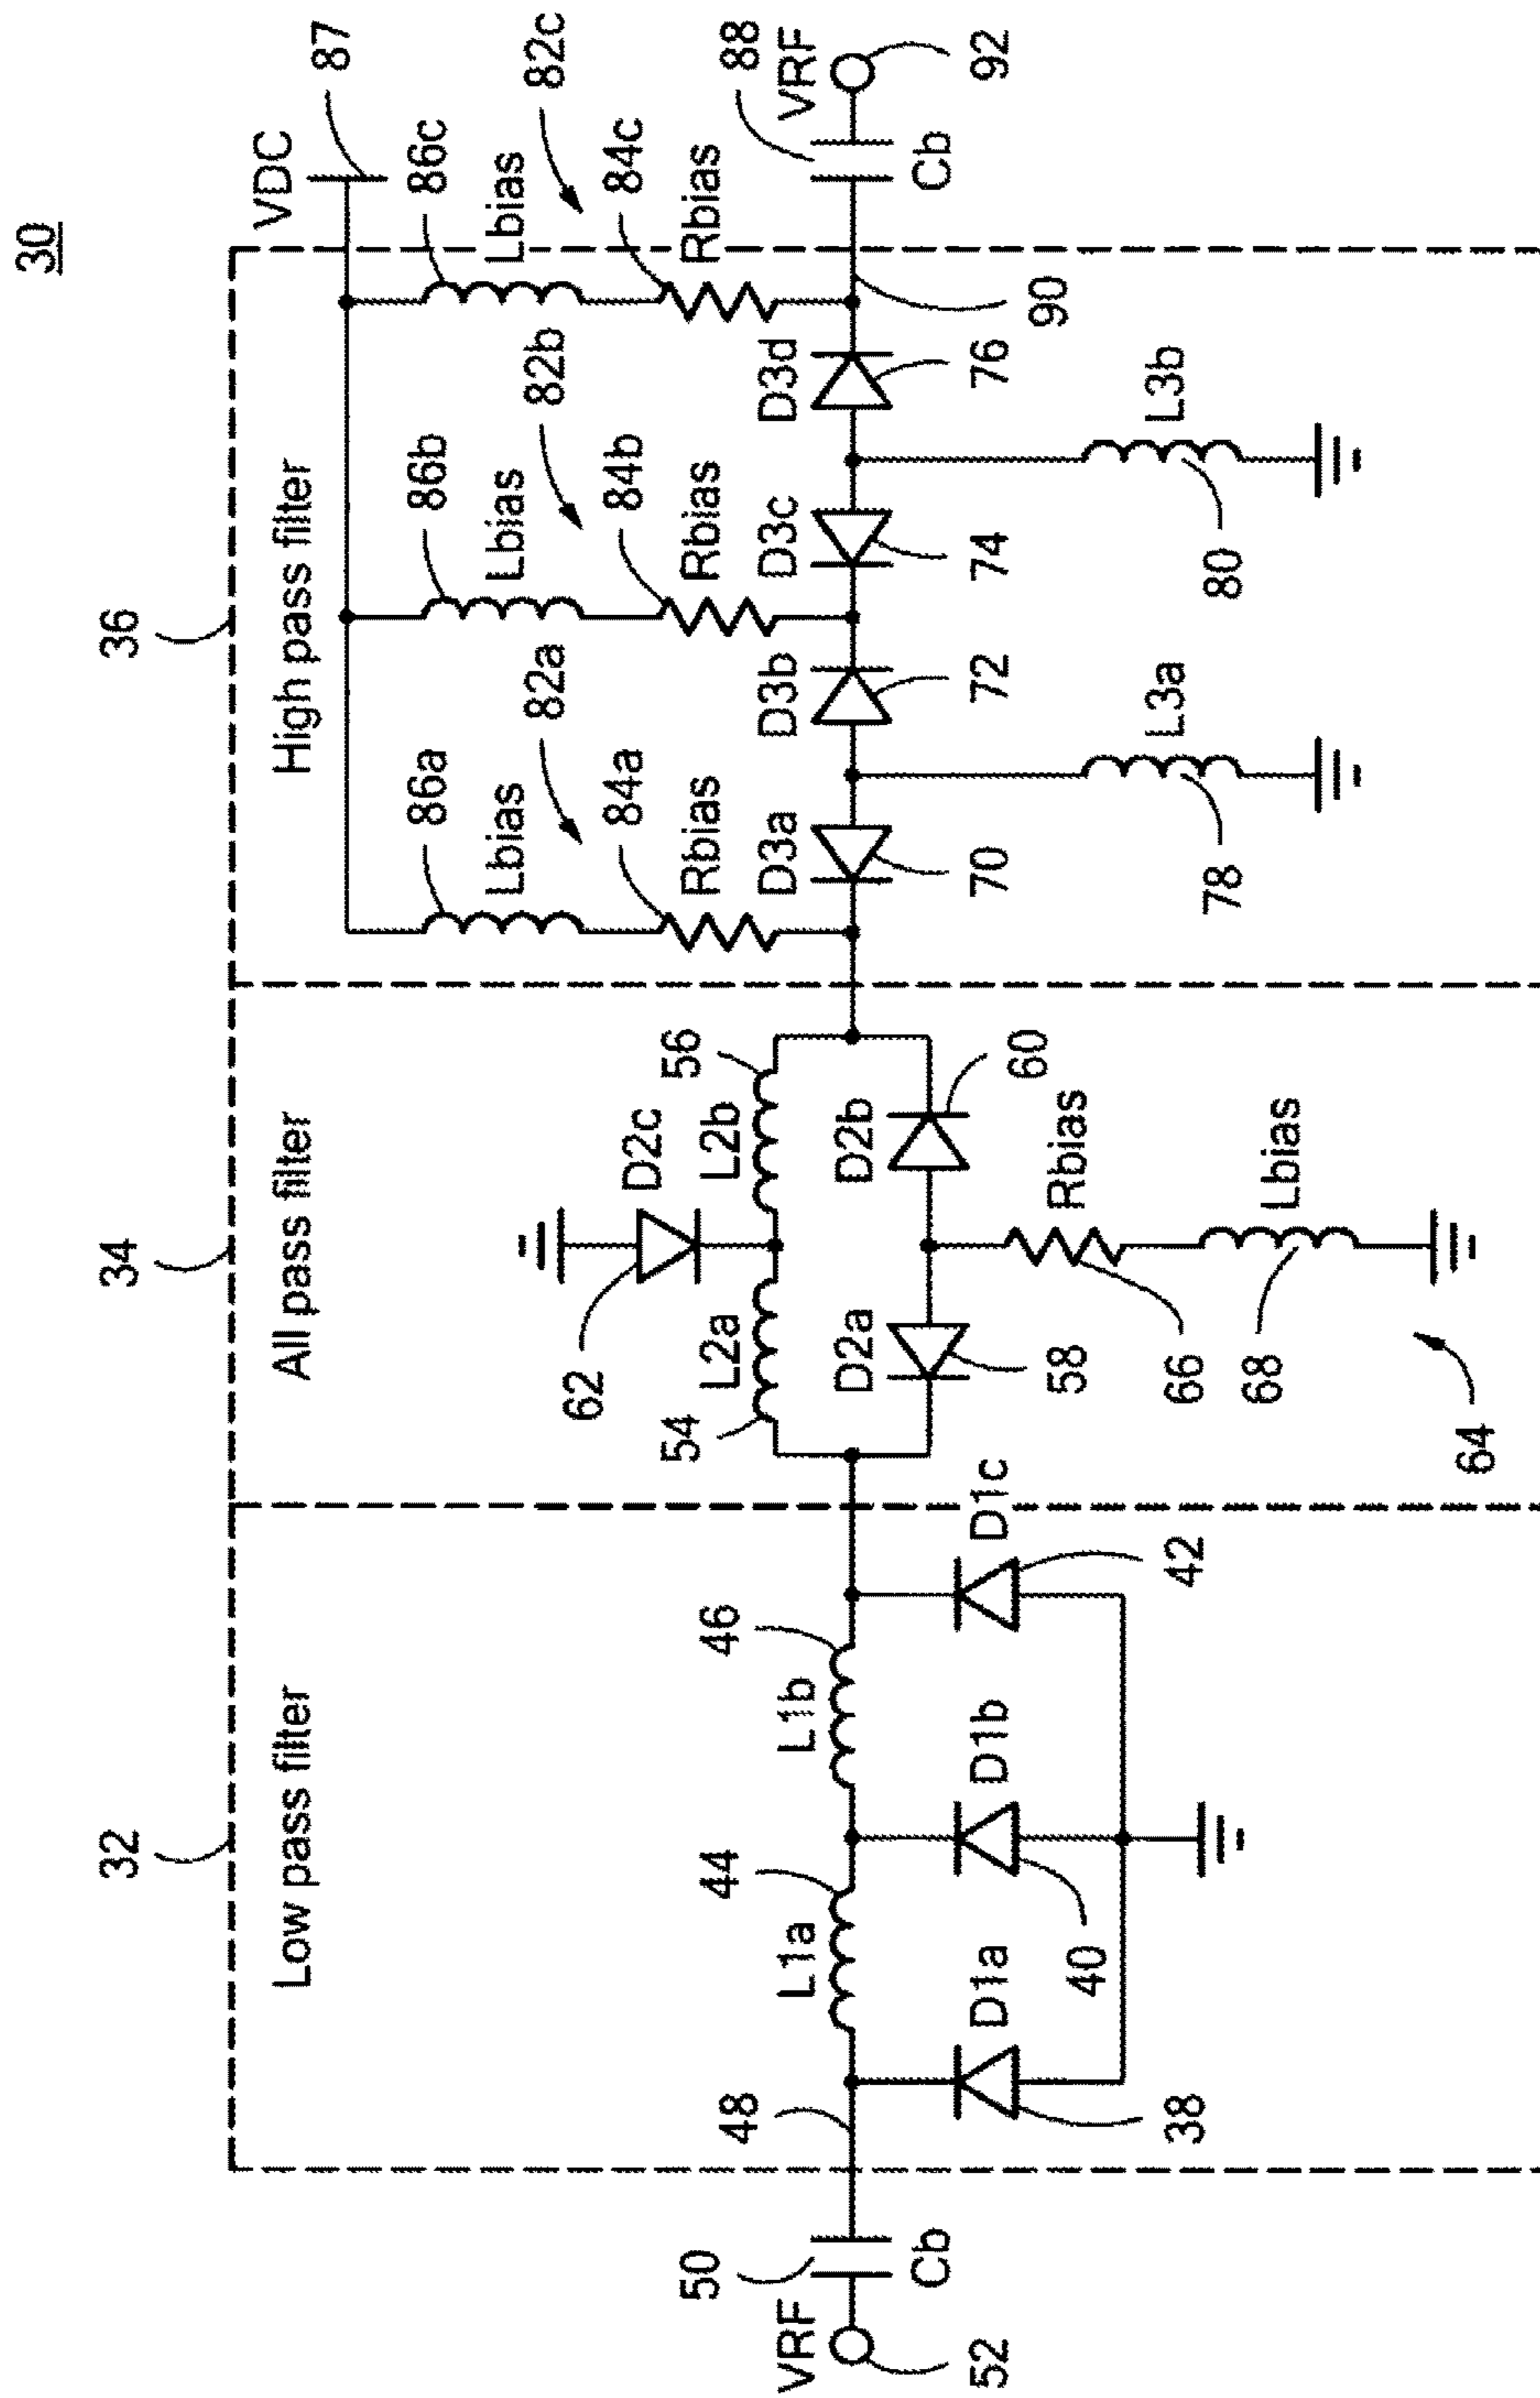 30
32
34
36
Low pass filter
All pass filter
High pass filter
VDC
87
86a
86b
86c
Lbias
Lbias
Lbias
82a
82b
82c
84a
84b
84c
Rbias
Rbias
Rbias
62
D2c
54
L2a
L2b
56
50
VRF
48
L1a
44
L1b
46
D2a
D2b
D3a
D3b
D3c
D3d
88
VRF
Cb
52
38
D1a
40
D1b
42
D1c
58
60
Rbias
66
68
Lbias
64
70
72
74
76
90
Cb
92
78
L3a
80
L3b